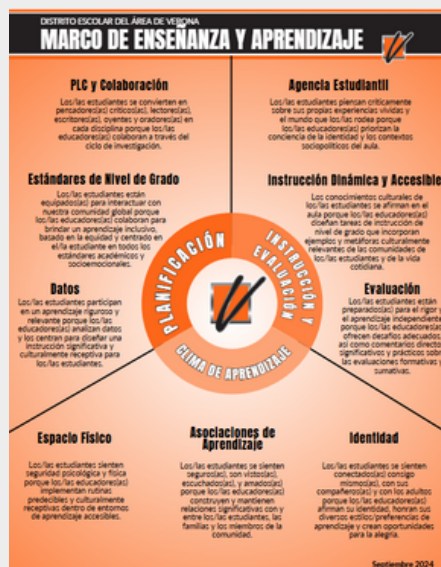 DISTRITO ESCOLAR DEL ÁREA DE VERONA
MARCO DE ENSEÑANZA Y APRENDIZAJE
PLC y Colaboración
Los/las estudiantes se convierten en
pensadores(as) críticos(as), lectores(as),
escritores(as), oyentes y oradores(as) en
cada disciplina porque los/las
educadores(as) colaboran a través del
ciclo de investigación.
Estándares de Nivel de Grado
Los/las estudiantes están
equipados(as) para interactuar con
nuestra comunidad global porque
los/las educadores(as) colaboran para
brindar un aprendizaje inclusivo,
basado en la equidad y centrado en
el/la estudiante en todos los
estándares académicos y
socioemocionales.
Datos
Los/las estudiantes participan
en un aprendizaje riguroso y
relevante porque los/las
educadores(as) analizan datos
y los centran para diseñar una
instrucción significativa y
culturalmente receptiva para
los/las estudiantes.
Agencia Estudiantil
Los/las estudiantes piensan críticamente
sobre sus propias experiencias vividas y
el mundo que los/las rodea porque
los/las educadores(as) priorizan la
conciencia de la identidad y los contextos
sociopolíticos del aula.
Instrucción Dinámica y Accesible
Los conocimientos culturales de
los/las estudiantes se afirman en el
aula porque los/las educadores(as)
diseñan tareas de instrucción de
nivel de grado que incorporan
ejemplos y metáforas culturalmente
relevantes de las comunidades de
los/las estudiantes y de la vida
cotidiana.
Evaluación
Los/las estudiantes están
preparados(as) para el rigor y
el aprendizaje independiente
porque los/las educadores(as)
ofrecen desafíos adecuados,
así como comentarios directos,
significativos y prácticos sobre
las evaluaciones formativas y
sumativas.
PLANIFICACIÓN
INSTRUCCIÓN Y
EVALUACIÓN
CLIMA DE APRENDIZAJE
Espacio Físico
Los/las estudiantes sienten
seguridad psicológica y física
porque los/las educadores(as)
implementan rutinas
predecibles y culturalmente
receptivas dentro de entornos
de aprendizaje accesibles.
Asociaciones de
Aprendizaje
Los/las estudiantes se sienten
seguros(as), son vistos(as),
escuchados(as), y amados(as)
porque los/las educadores(as)
construyen y mantienen
relaciones significativas con y
entre los/las estudiantes, las
familias y los miembros de la
comunidad.
Identidad
Los/las estudiantes se sienten
conectados(as) consigo
mismos(as), con sus
compañeros(as) y con los adultos
porque los/las educadores(as)
afirman su identidad, honran sus
diversos estilos/preferencias de
aprendizaje y crean oportunidades
para la alegría.
Septiembre 2024